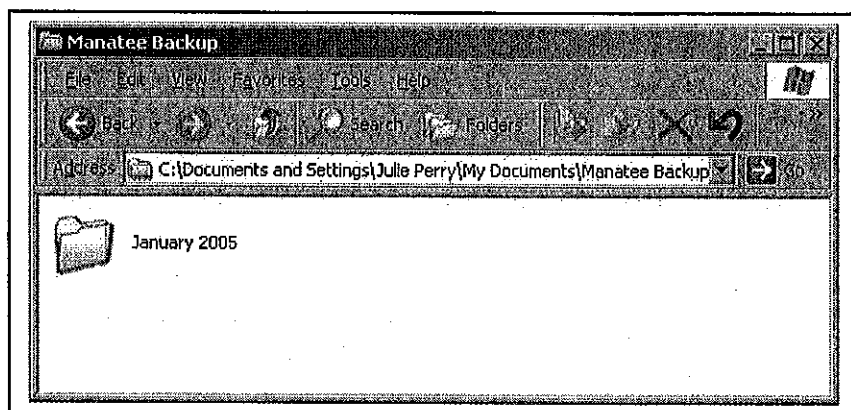 Manatee Backup
File Edit View Favorites Tools Help
Back Search Folders »
Address C:\Documents and Settings\Julie Perry\My Documents\Manatee Backup Go
January 2005